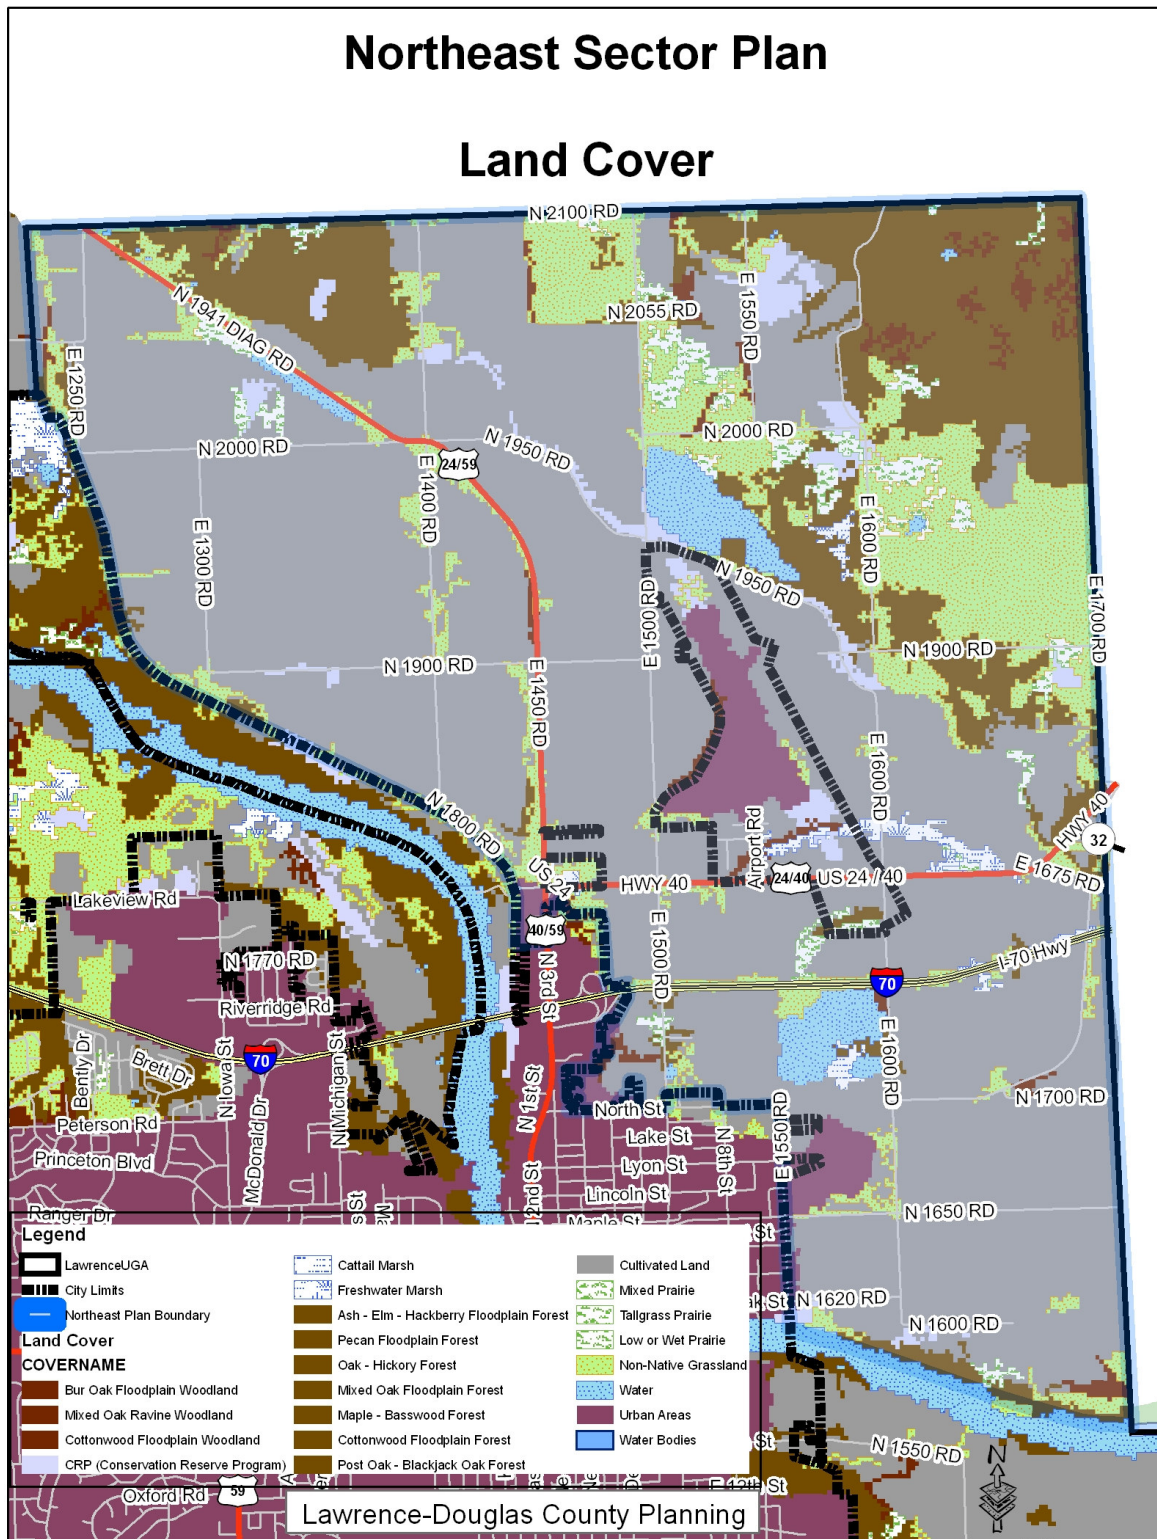 Northeast Sector Plan
Land Cover
N 2100 RD
N 1941 DIAG RD
N 2055 RD
E 1550 RD
E 1250 RD
N 2000 RD
N 1950 RD
N 2000 RD
24/59
E 1400 RD
E 1300 RD
E 1600 RD
N 1950 RD
E 1500 RD
E 1700 RD
N 1900 RD
N 1900 RD
E 1450 RD
E 1600 RD
N 1800 RD
Airport Rd
HWY 40
32
US 24
HWY 40
24/40
US 24 / 40
E 1675 RD
Lakeview Rd
40/59
E 1500 RD
N 1770 RD
N 3rd St
I-70 Hwy
70
Riverridge Rd
Bently Dr
Brett Dr
N Iowa St
70
N Michigan St
E 1600 RD
N 1st St
N 1700 RD
McDonald Dr
North St
E 1550RD
Peterson Rd
Lake St
N 8th St
Princeton Blvd
Lyon St
Lincoln St
2nd St
Ranger Dr
Maple St
N 1650 RD
Legend
LawrenceUGA
City Limits
Northeast Plan Boundary
Land Cover
COVERNAME
Bur Oak Floodplain Woodland
Mixed Oak Ravine Woodland
Cottonwood Floodplain Woodland
CRP (Conservation Reserve Program)
Cattail Marsh
Freshwater Marsh
Ash - Elm - Hackberry Floodplain Forest
Pecan Floodplain Forest
Oak - Hickory Forest
Mixed Oak Floodplain Forest
Maple - Basswood Forest
Cottonwood Floodplain Forest
Post Oak - Blackjack Oak Forest
Cultivated Land
Mixed Prairie
Tallgrass Prairie
Low or Wet Prairie
Non-Native Grassland
Water
Urban Areas
Water Bodies
N 1620 RD
N 1600 RD
N 1550 RD
N
59
Oxford Rd
12th St
Lawrence-Douglas County Planning